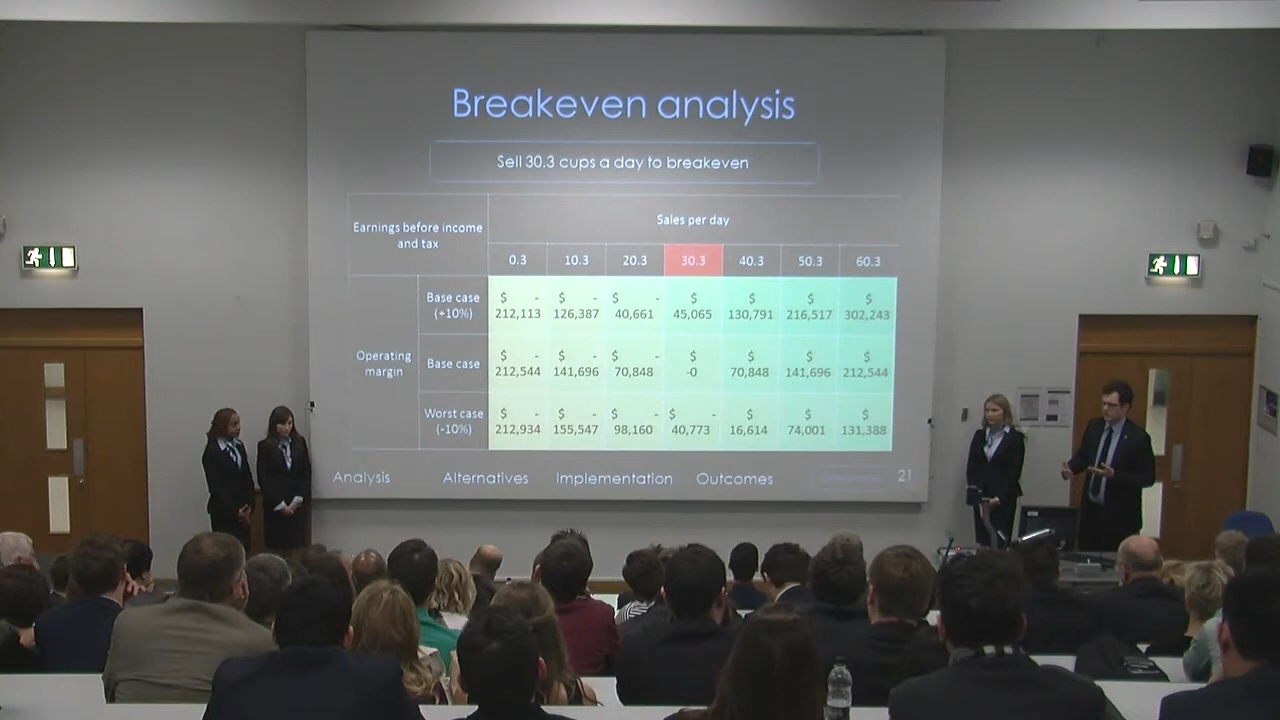 Breakeven analysis
Sell 30.3 cups a day to breakeven
Earnings before income
and tax
Sales per day
0.3 10.3 20.3 30.3 40.3 50.3 60.3
Operating
margin
Base case
(+10%)
$ - $ - $ - $ $ $ $
212,113 126,387 40,661 45,065 130,791 216,517 302,243
Base case
$ - $ - $ - $ $ $ $
212,544 141,696 70,848 -0 70,848 141,696 212,544
Worst case
(-10%)
$ - $ - $ - $ - $ $ $
212,934 155,547 98,160 40,773 16,614 74,001 131,388
Analysis Alternatives Implementation Outcomes 21